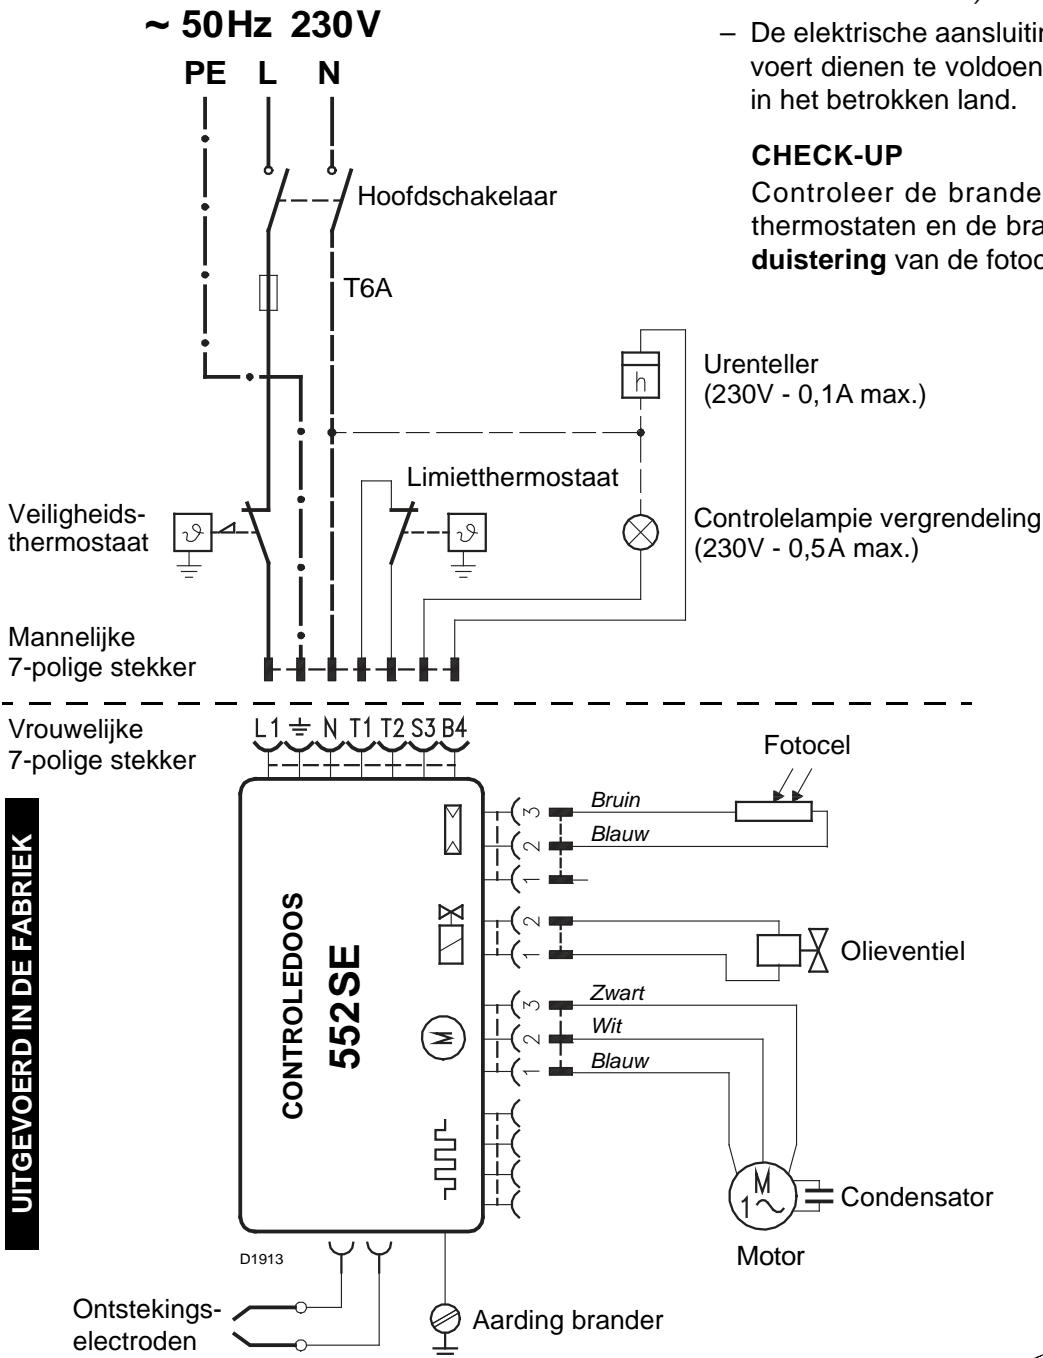 ~ 50Hz 230V
PE L N
– De elektrische aansluitin
voert dienen te voldoen
in het betrokken land.
CHECK-UP
Controleer de brande
thermostaten en de bra
duistering van de fotoc
Hoofdschakelaar
T6A
h
Urenteller
(230V - 0,1A max.)
Limietthermostaat
Veiligheids-
thermostaat
ϑ
ϑ
Controlelampje vergrendeling
(230V - 0,5A max.)
Mannelijke
7-polige stekker
Vrouwelijke
7-polige stekker
L1 N T1 T2 S3 B4
Fotocel
3 Bruin
2 Blauw
1
2
1
Olieventiel
3 Zwart
2 Wit
1 Blauw
M
CONTROLEDOOS
552SE
UITGEVOERD IN DE FABRIEK
M
1 ~
Condensator
Motor
D1913
Ontstekings-
electroden
Aarding brander